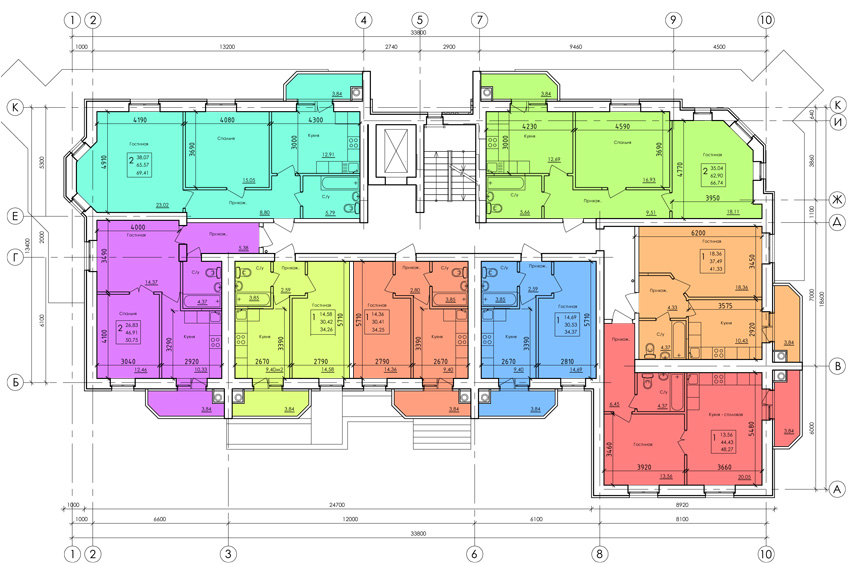 1 2 4 5 7 9 10
33800
1000 13200 2740 2900 9460 4500
3.84 3.84
К К
И
4190 4080 4300 4230 4590
640
Гостиная Спальня Кухня Кухня Гостиная
2
38.07
65.57
69.41
4910 3690 3000 12.91
3000 12.69 3690 4770
2
35.04
62.90
66.74
5300 3860
15.05 16.93 3950
Прихож. С/у С/у Прихож.
23.02 8.80 5.79 3.66 9.51 18.11
Ж
Е Д
1100
4000 Прихож. 6200
Гостиная 5.38 Гостиная
2000 13400
3490
1
18.36
37.49
41.33
3450
Г
14.37 С/у 4.37
С/у Прихож. Гостиная Гостиная Прихож. С/у С/у Прихож. Гостиная
3.85 2.59 2.80 3.85 3.85 2.59
18.36
7000 18600
Прихож. 4.33 3575
Спальня
2
26.83
46.91
50.75
1
14.58
30.42
34.26
5710
1
14.36
30.41
34.25
5710
1
14.69
30.53
34.37
5710
6100
4100 3290 Кухня Кухня 3390 3390 Кухня Кухня 3390
С/у 4.37 Кухня 10.43 2920
Прихож.
3.84
3040 2920 2670 2790 2790 2670 2670 2810
12.46 10.33 9.40м2 14.58 14.36 9.40 9.40 14.69
Б В
3.84 3.84 3.84 3.84
6.45 С/у 4.37
Кухня - столовая
3.84
3460 Гостиная
1
13.56
44.43
48.27
5480
6000
3920 3660
13.56 20.05
А
1000 24700 8920
1000 6600 12000 6100 8100
33800
1 2 3 6 8 10